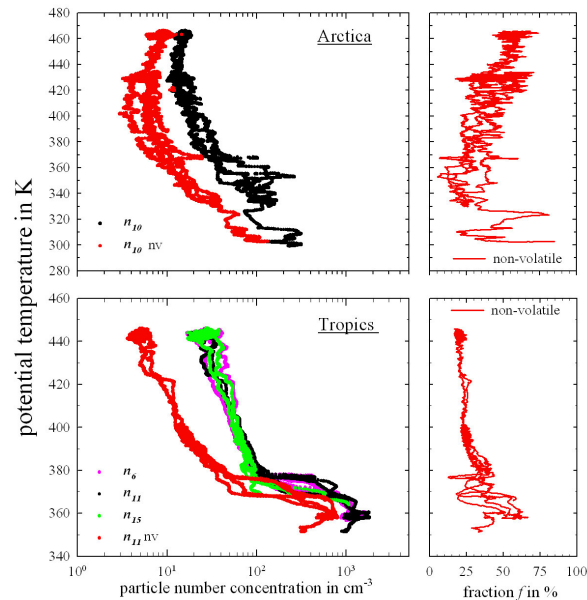 480
460
440
420
400
380
360
340
320
300
280
Arctica
n10
n10 nv
non-volatile
potential temperature in K
460
440
420
400
380
360
340
Tropics
n6
n11
n15
n11 nv
non-volatile
10^0 10^1 10^2 10^3
0 25 50 75 100
particle number concentration in cm^-3
fraction f in %